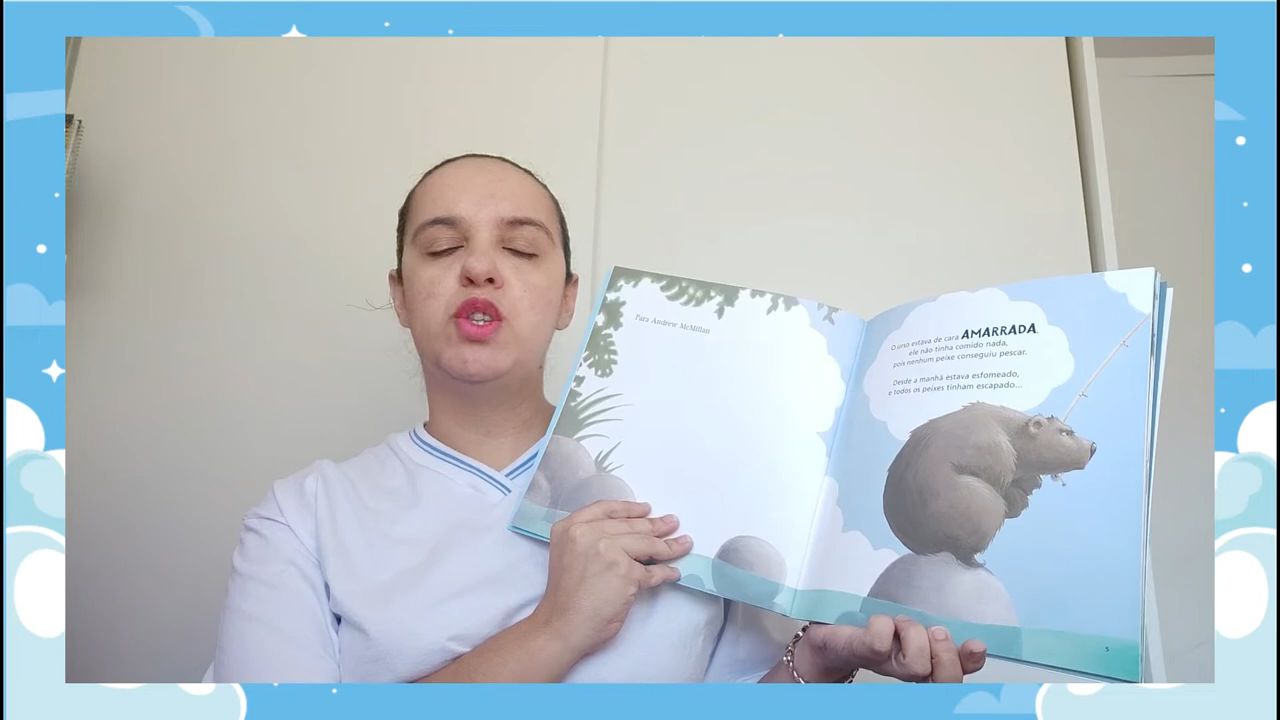 Para Andrew McMillan
O urso estava de cara AMARRADA,
ele não tinha comido nada,
pois nenhum peixe conseguiu pescar.
Desde a manhã estava esfomeado,
e todos os peixes tinham escapado...
5